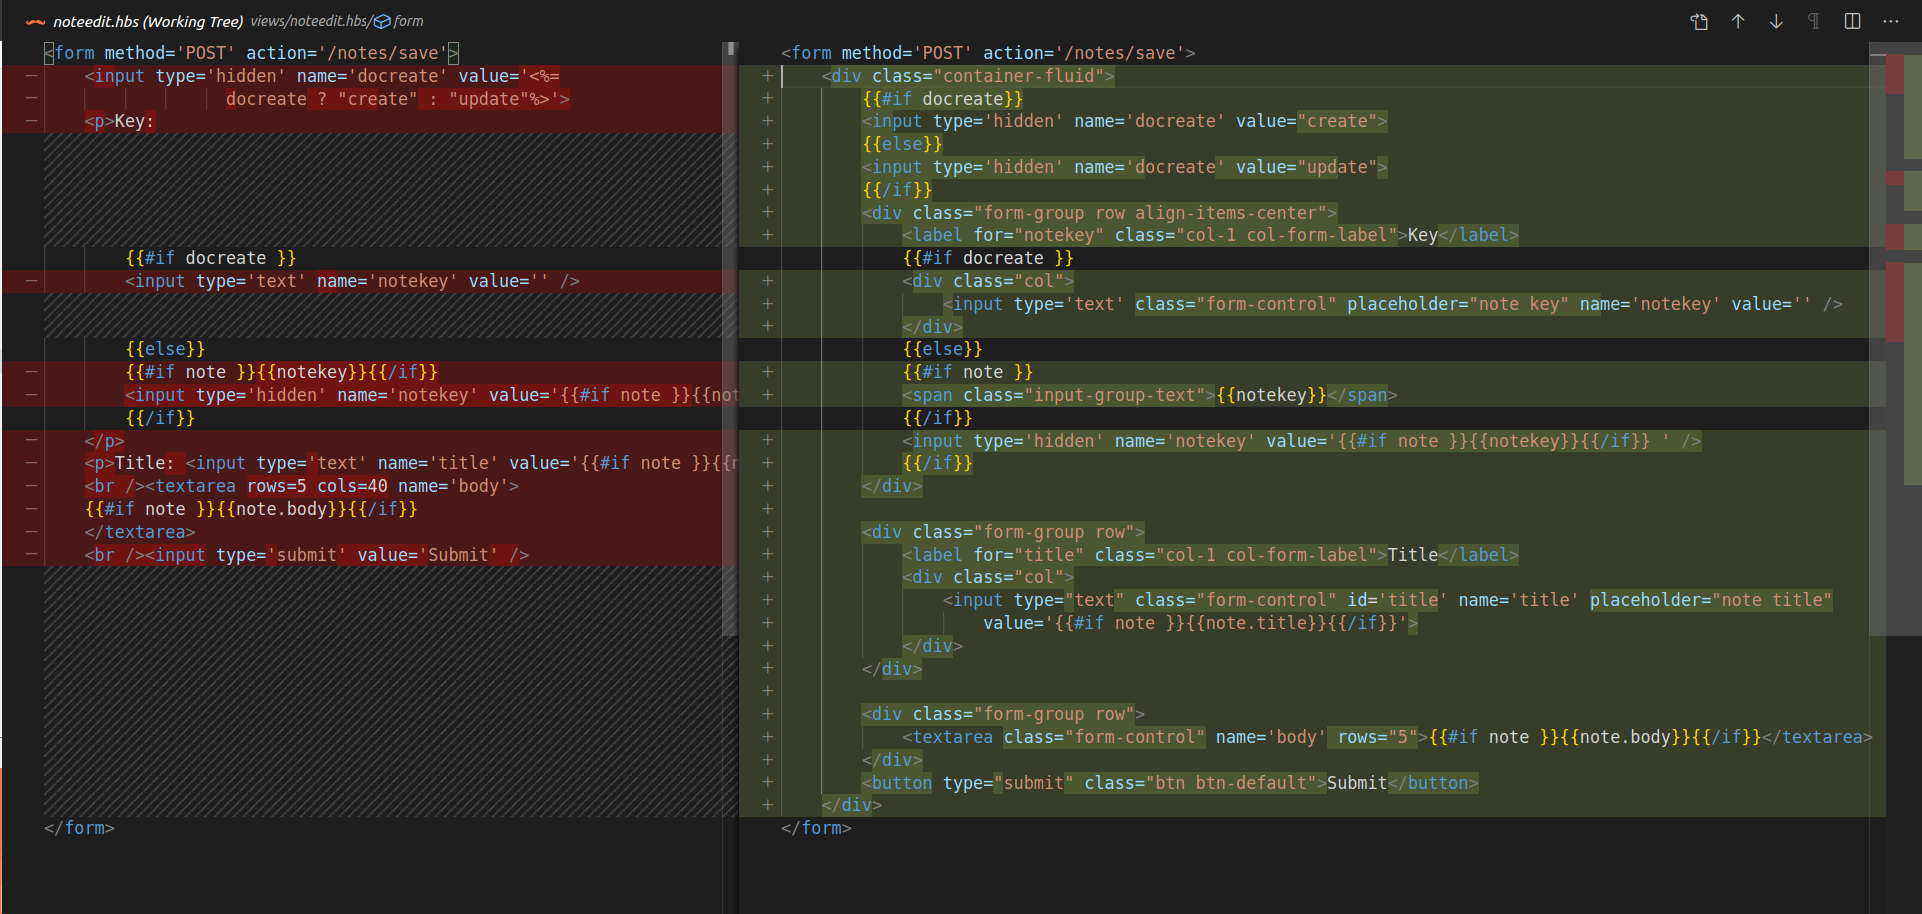 noteedit.hbs (Working Tree) views/noteedit.hbs/form
<form method='POST' action='/notes/save'>
<input type='hidden' name='docreate' value='<%=
docreate ? "create" : "update"%>'>
<p>Key:
{{#if docreate }}
<input type='text' name='notekey' value='' />
{{else}}
{{#if note }}{{notekey}}{{/if}}
<input type='hidden' name='notekey' value='{{#if note }}{{not
{{/if}}
</p>
<p>Title: <input type='text' name='title' value='{{#if note }}{{n
<br /><textarea rows=5 cols=40 name='body'>
{{#if note }}{{note.body}}{{/if}}
</textarea>
<br /><input type='submit' value='Submit' />
</form>
<form method='POST' action='/notes/save'>
<div class="container-fluid">
{{#if docreate}}
<input type='hidden' name='docreate' value="create">
{{else}}
<input type='hidden' name='docreate' value="update">
{{/if}}
<div class="form-group row align-items-center">
<label for="notekey" class="col-1 col-form-label">Key</label>
{{#if docreate }}
<div class="col">
<input type='text' class="form-control" placeholder="note key" name='notekey' value='' />
</div>
{{else}}
{{#if note }}
<span class="input-group-text">{{notekey}}</span>
{{/if}}
<input type='hidden' name='notekey' value='{{#if note }}{{notekey}}{{/if}} ' />
{{/if}}
</div>
<div class="form-group row">
<label for="title" class="col-1 col-form-label">Title</label>
<div class="col">
<input type="text" class="form-control" id='title' name='title' placeholder="note title"
value='{{#if note }}{{note.title}}{{/if}}'>
</div>
</div>
<div class="form-group row">
<textarea class="form-control" name='body' rows="5">{{#if note }}{{note.body}}{{/if}}</textarea>
</div>
<button type="submit" class="btn btn-default">Submit</button>
</div>
</form>